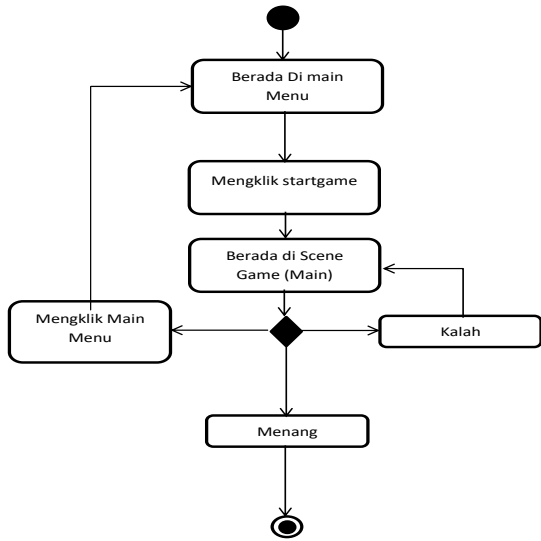 Berada Di main
Menu
Mengklik startgame
Berada di Scene
Game (Main)
Mengklik Main
Menu
Kalah
Menang